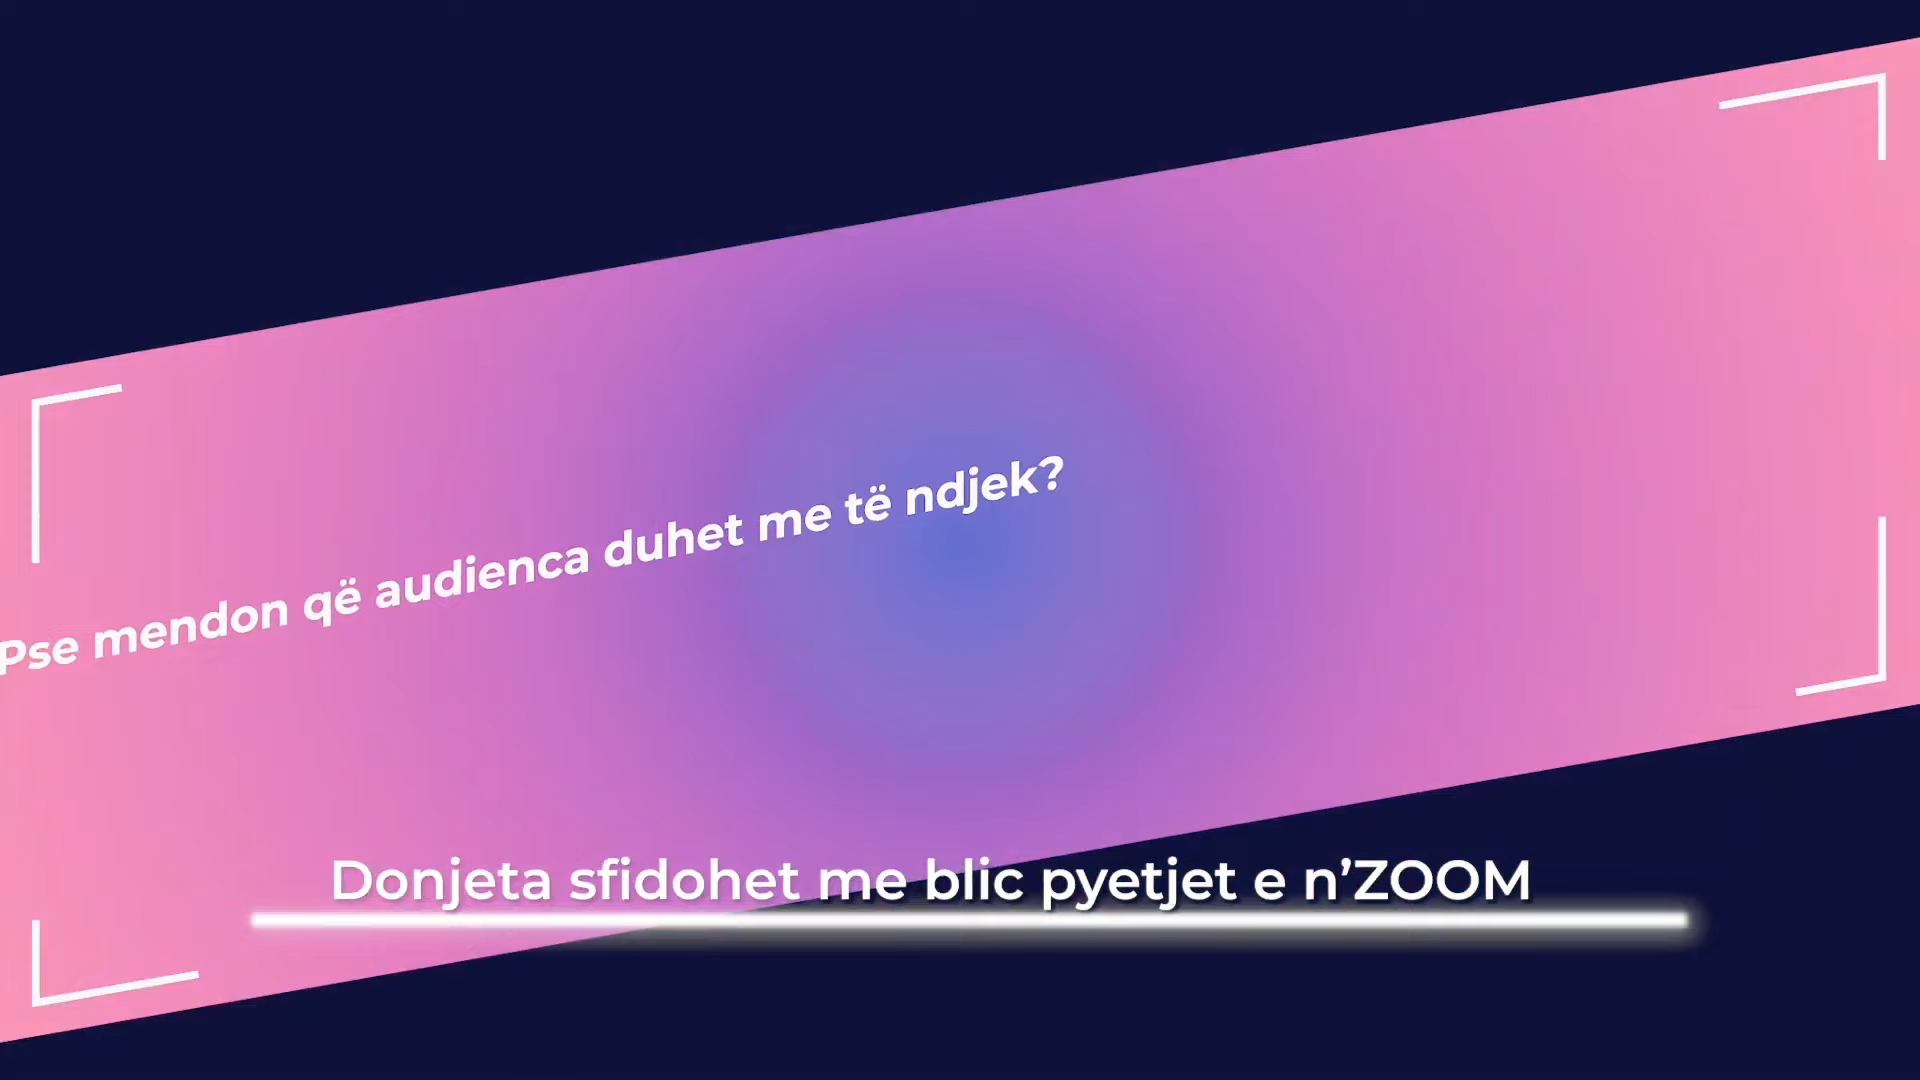 Pse mendon që audienca duhet me të ndjek?
Donjeta sfidohet me blic pyetjet e n’ZOOM